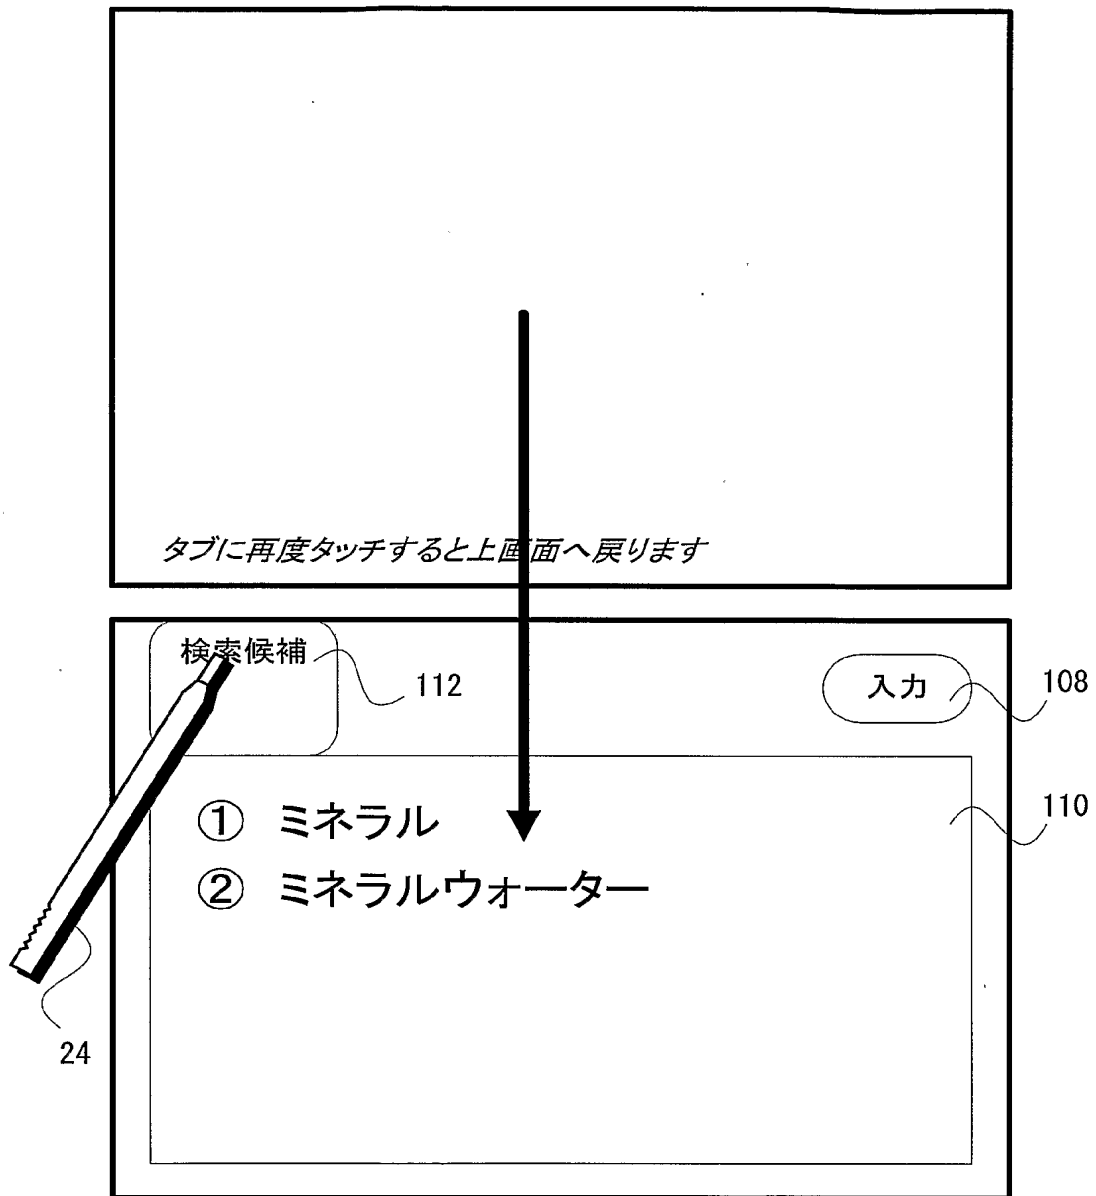 タブに再度タッチすると上画面へ戻ります
検索候補
112
入力
108
110
① ミネラル
② ミネラルウォーター
24